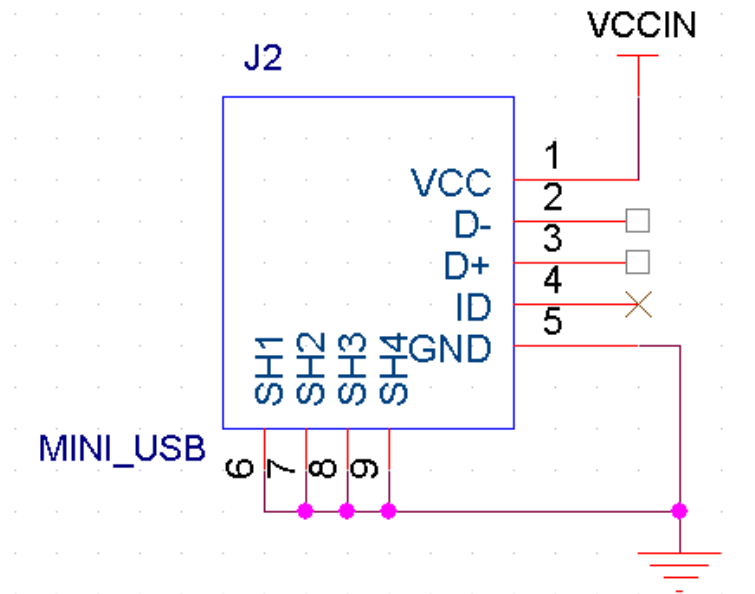 VCCIN
J2
1
VCC
2
D-
3
D+
4
ID
5
GND
SH1
SH2
SH3
SH4
MINI_USB
6
7
8
9